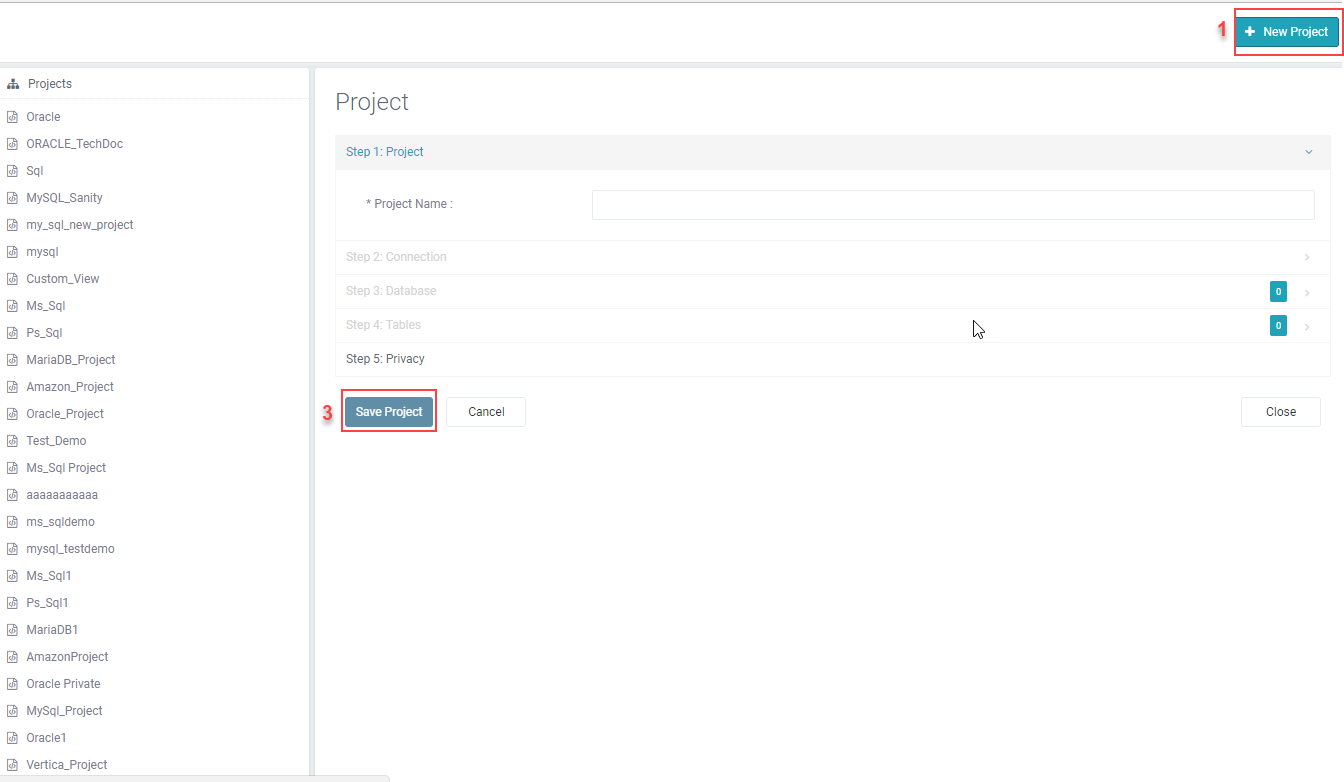 1
New Project
Projects
Oracle
ORACLE_TechDoc
Sql
MySQL_Sanity
my_sql_new_project
mysql
Custom_View
Ms_Sql
Ps_Sql
MariaDB_Project
Amazon_Project
Oracle_Project
Test_Demo
Ms_Sql Project
aaaaaaaaaaa
ms_sqldemo
mysql_testdemo
Ms_Sql1
Ps_Sql1
MariaDB1
AmazonProject
Oracle Private
MySql_Project
Oracle1
Vertica_Project
Project
Step 1: Project
* Project Name :
Step 2: Connection
Step 3: Database 0
Step 4: Tables 0
Step 5: Privacy
3 Save Project Cancel Close